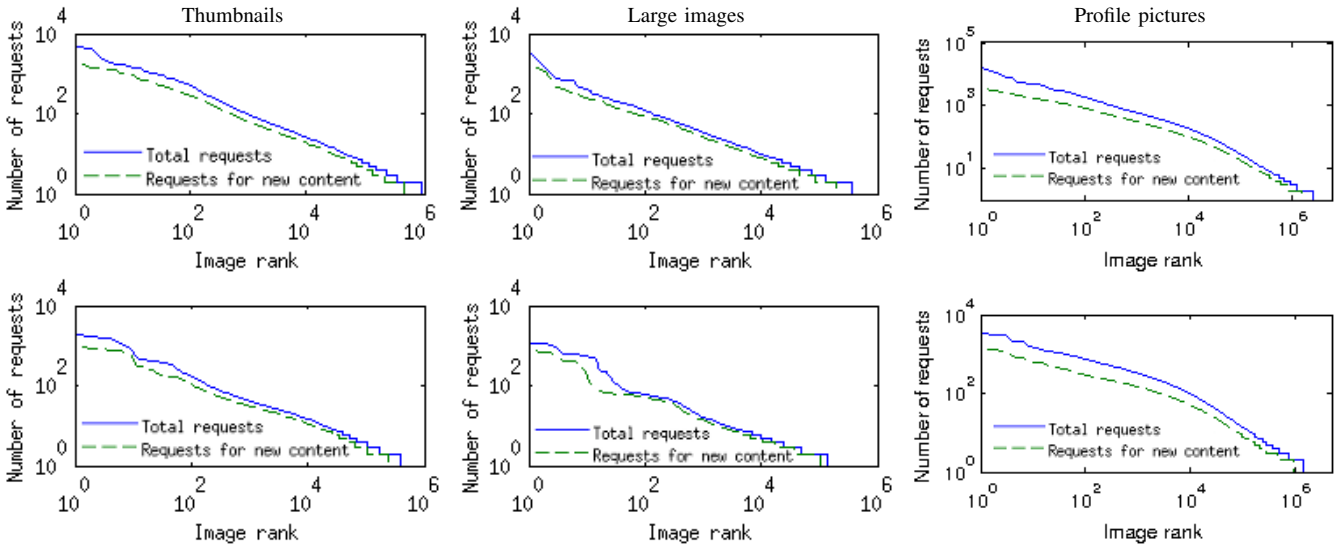 Thumbnails
Large images
Profile pictures
Number of requests
10^4
10^2
10^0
Total requests
Requests for new content
10^0
10^2
10^4
10^6
Image rank
Number of requests
10^4
10^2
10^0
Total requests
Requests for new content
10^0
10^2
10^4
10^6
Image rank
Number of requests
10^5
10^3
10^1
Total requests
Requests for new content
10^0
10^2
10^4
10^6
Image rank
Number of requests
10^4
10^2
10^0
Total requests
Requests for new content
10^0
10^2
10^4
10^6
Image rank
Number of requests
10^4
10^2
10^0
Total requests
Requests for new content
10^0
10^2
10^4
10^6
Image rank
Number of requests
10^4
10^2
10^0
Total requests
Requests for new content
10^0
10^2
10^4
10^6
Image rank